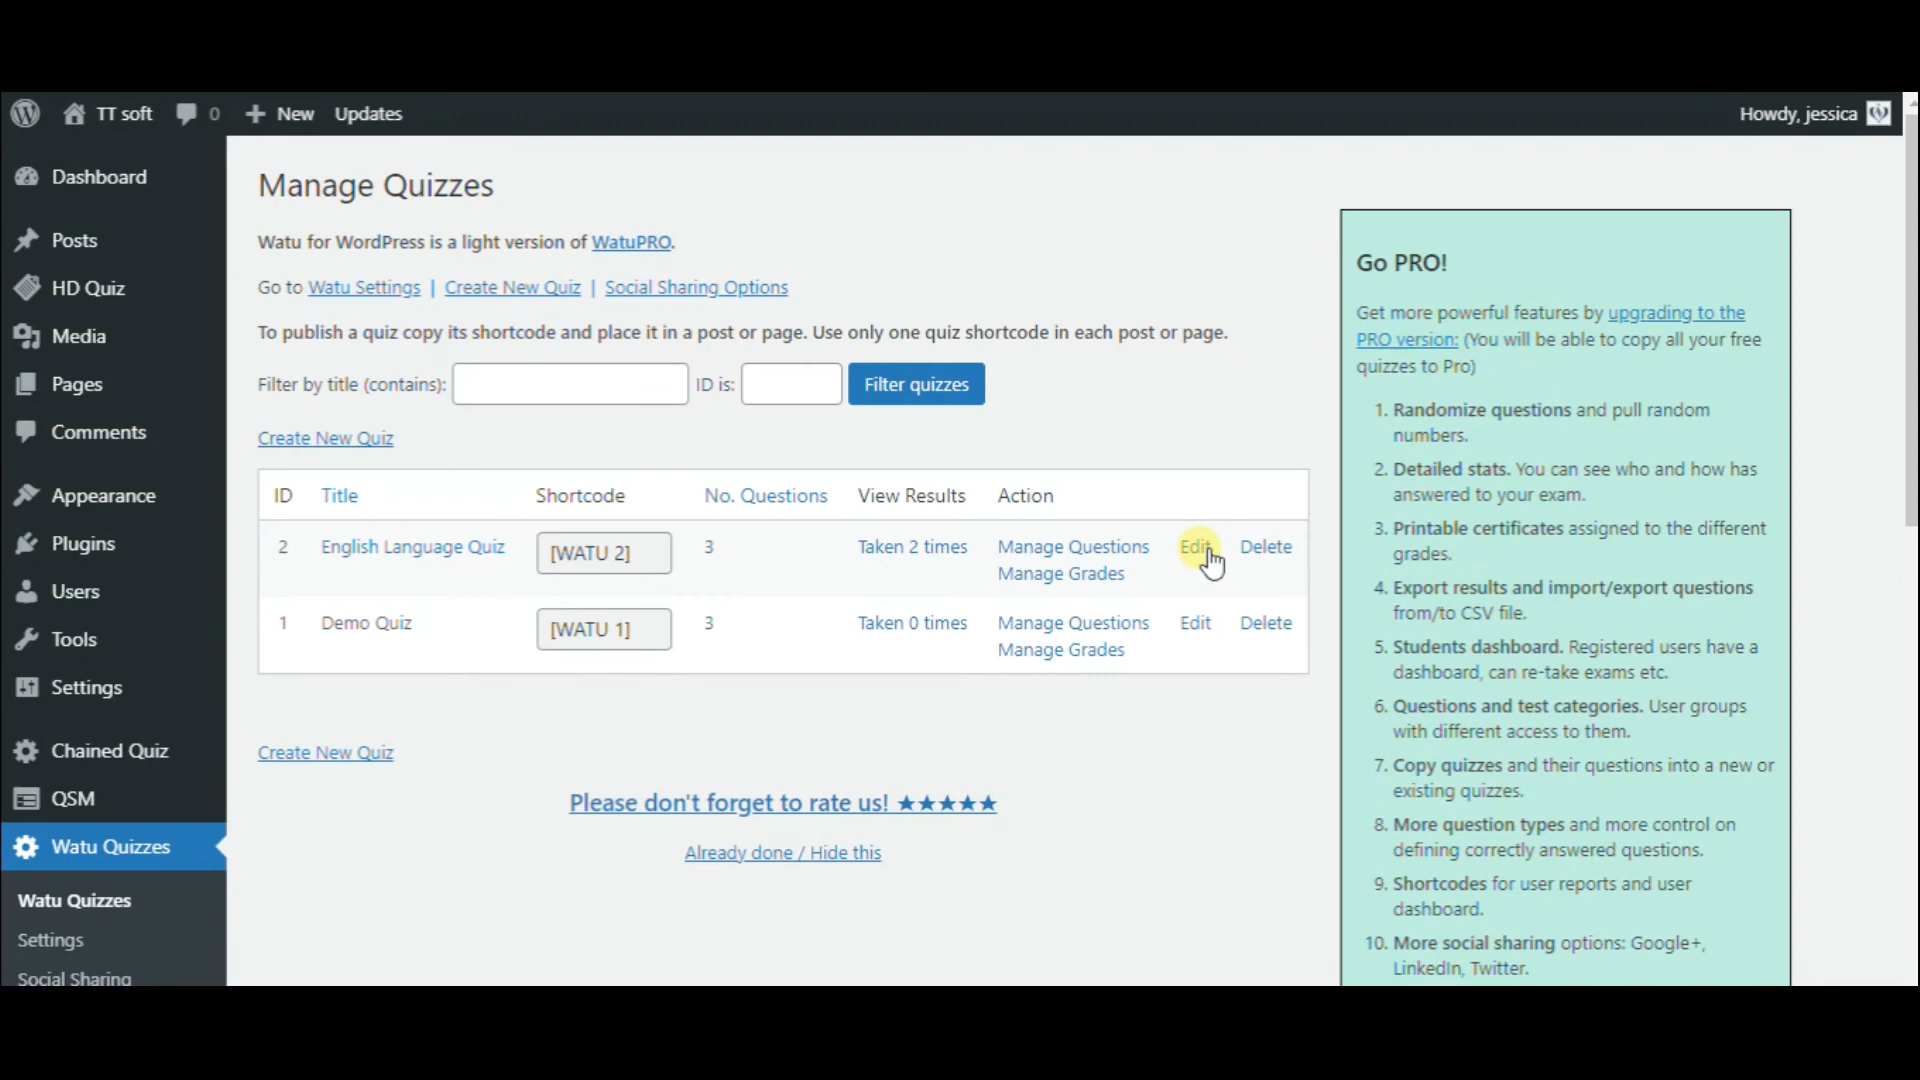 TT soft 0 New Updates Howdy, jessica
Dashboard
Posts
HD Quiz
Media
Pages
Comments
Appearance
Plugins
Users
Tools
Settings
Chained Quiz
QSM
Watu Quizzes
Watu Quizzes
Settings
Social Sharing
Manage Quizzes
Watu for WordPress is a light version of WatuPRO.
Go to Watu Settings | Create New Quiz | Social Sharing Options
To publish a quiz copy its shortcode and place it in a post or page. Use only one quiz shortcode in each post or page.
Filter by title (contains): ID is: Filter quizzes
Create New Quiz
ID Title Shortcode No. Questions View Results Action
2 English Language Quiz [WATU 2] 3 Taken 2 times Manage Questions Edit Delete
Manage Grades
1 Demo Quiz [WATU 1] 3 Taken 0 times Manage Questions Edit Delete
Manage Grades
Create New Quiz
Please don't forget to rate us! ★★★★★
Already done / Hide this
Go PRO!
Get more powerful features by upgrading to the
PRO version: (You will be able to copy all your free
quizzes to Pro)
1. Randomize questions and pull random
numbers.
2. Detailed stats. You can see who and how has
answered to your exam.
3. Printable certificates assigned to the different
grades.
4. Export results and import/export questions
from/to CSV file.
5. Students dashboard. Registered users have a
dashboard, can re-take exams etc.
6. Questions and test categories. User groups
with different access to them.
7. Copy quizzes and their questions into a new or
existing quizzes.
8. More question types and more control on
defining correctly answered questions.
9. Shortcodes for user reports and user
dashboard.
10. More social sharing options: Google+,
LinkedIn, Twitter.